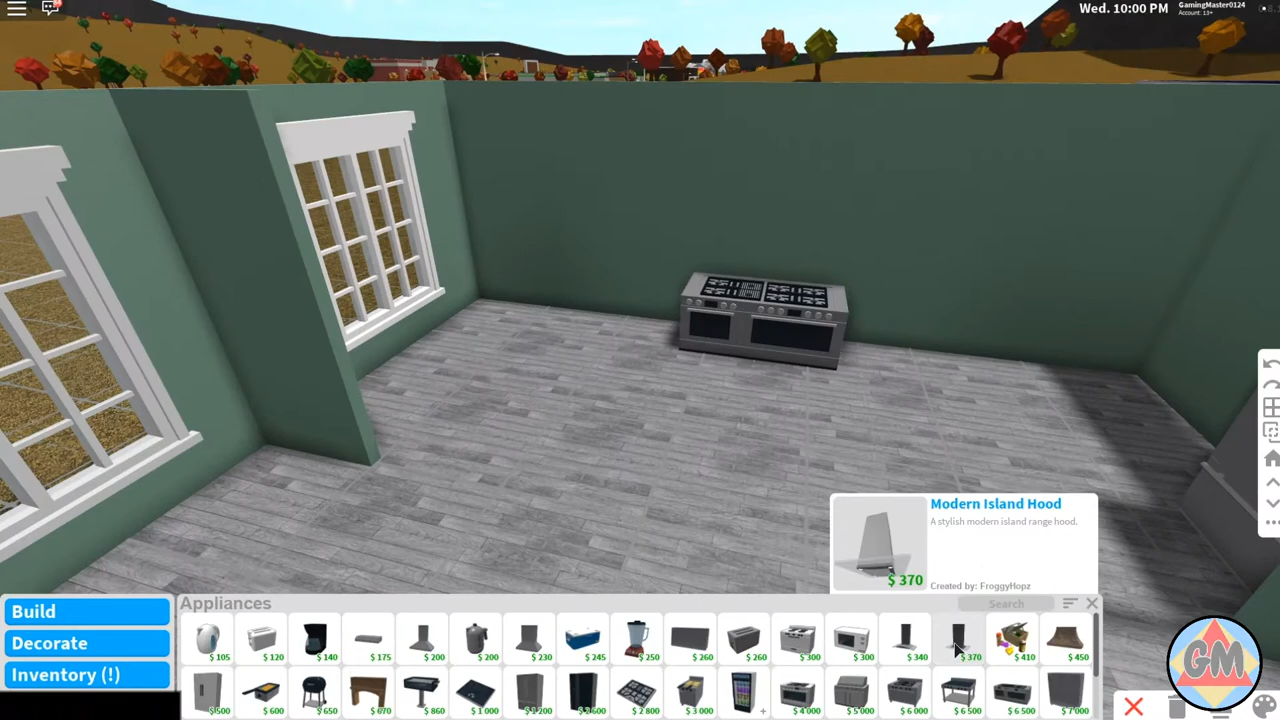 Wed. 10:00 PM
GamingMaster0124
Account: 13+
Modern Island Hood
A stylish modern island range hood.
$ 370
Created by: FroggyHopz
Build
Decorate
Inventory (!)
Appliances
Search
$ 105
$ 120
$ 140
$ 175
$ 200
$ 200
$ 230
$ 245
$ 250
$ 260
$ 260
$ 300
$ 300
$ 340
$ 370
$ 410
$ 450
$ 500
$ 600
$ 650
$ 670
$ 860
$ 1 000
$ 1 200
$ 2 800
$ 3 000
$ 4 000
$ 5 000
$ 6 000
$ 6 500
$ 6 500
$ 7 000
GM